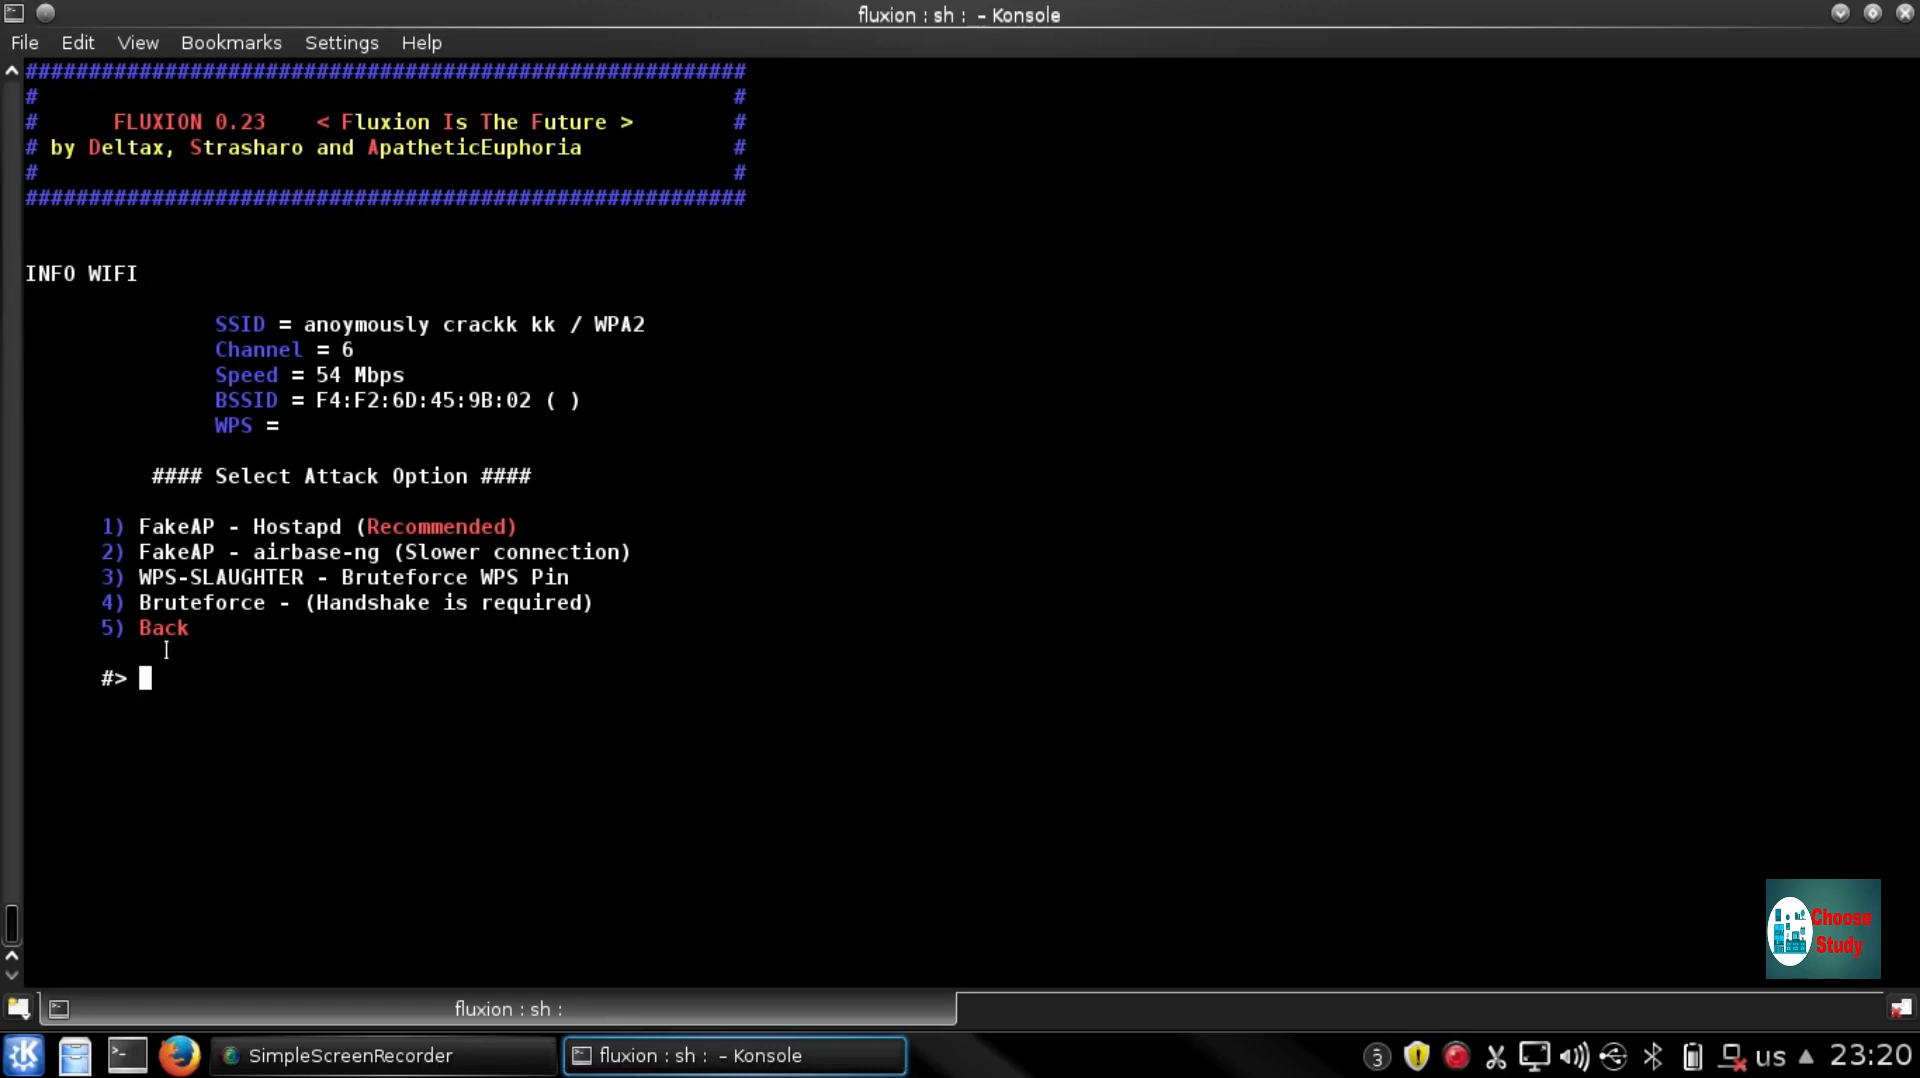 fluxion : sh : _ – Konsole
File Edit View Bookmarks Settings Help
#########################################################
# #
# FLUXION 0.23 < Fluxion Is The Future > #
# by Deltax, Strasharo and ApatheticEuphoria #
# #
#########################################################
INFO WIFI
SSID = anoymously crackk kk / WPA2
Channel = 6
Speed = 54 Mbps
BSSID = F4:F2:6D:45:9B:02 ( )
WPS =
#### Select Attack Option ####
1) FakeAP - Hostapd (Recommended)
2) FakeAP - airbase-ng (Slower connection)
3) WPS-SLAUGHTER - Bruteforce WPS Pin
4) Bruteforce - (Handshake is required)
5) Back
#>
Choose
Study
fluxion : sh :
SimpleScreenRecorder
fluxion : sh : – Konsole
3
us
23:20